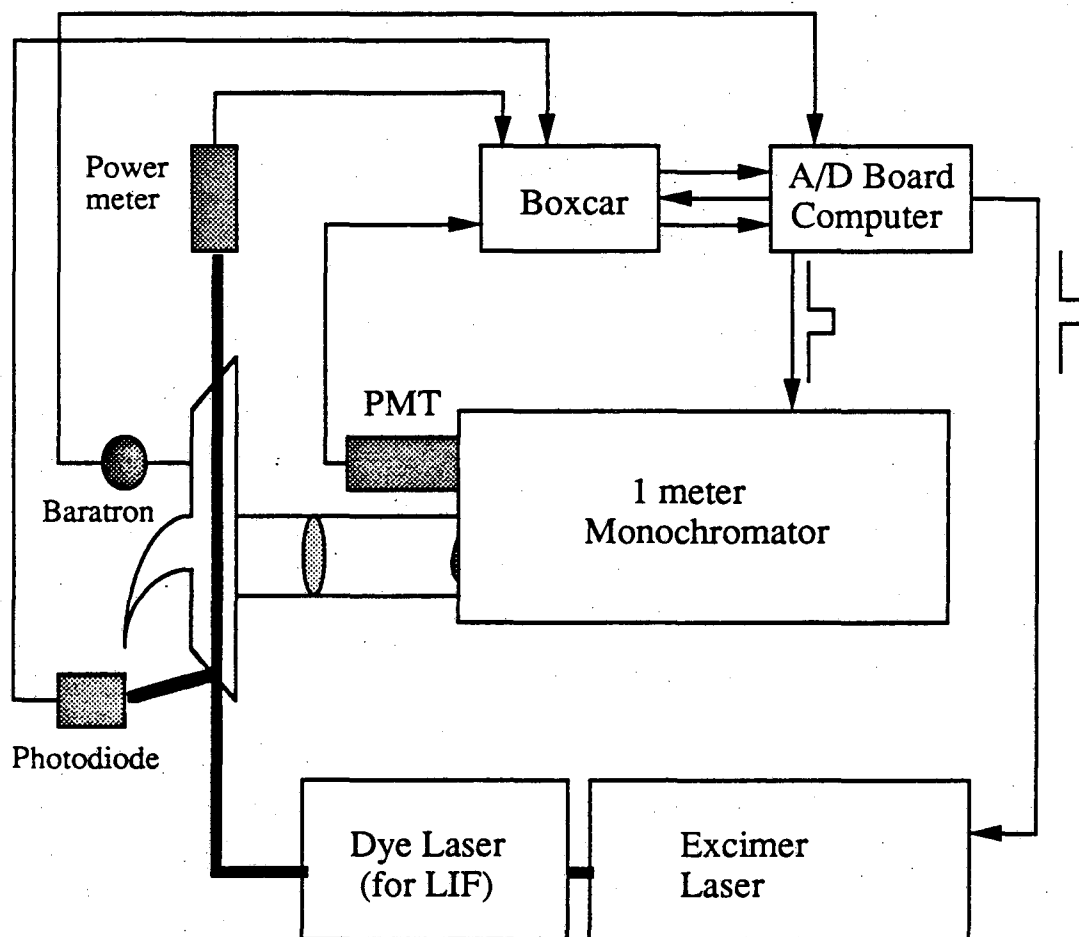 Power
meter
Boxcar
A/D Board
Computer
PMT
1 meter
Monochromator
Baratron
Photodiode
Dye Laser
(for LIF)
Excimer
Laser